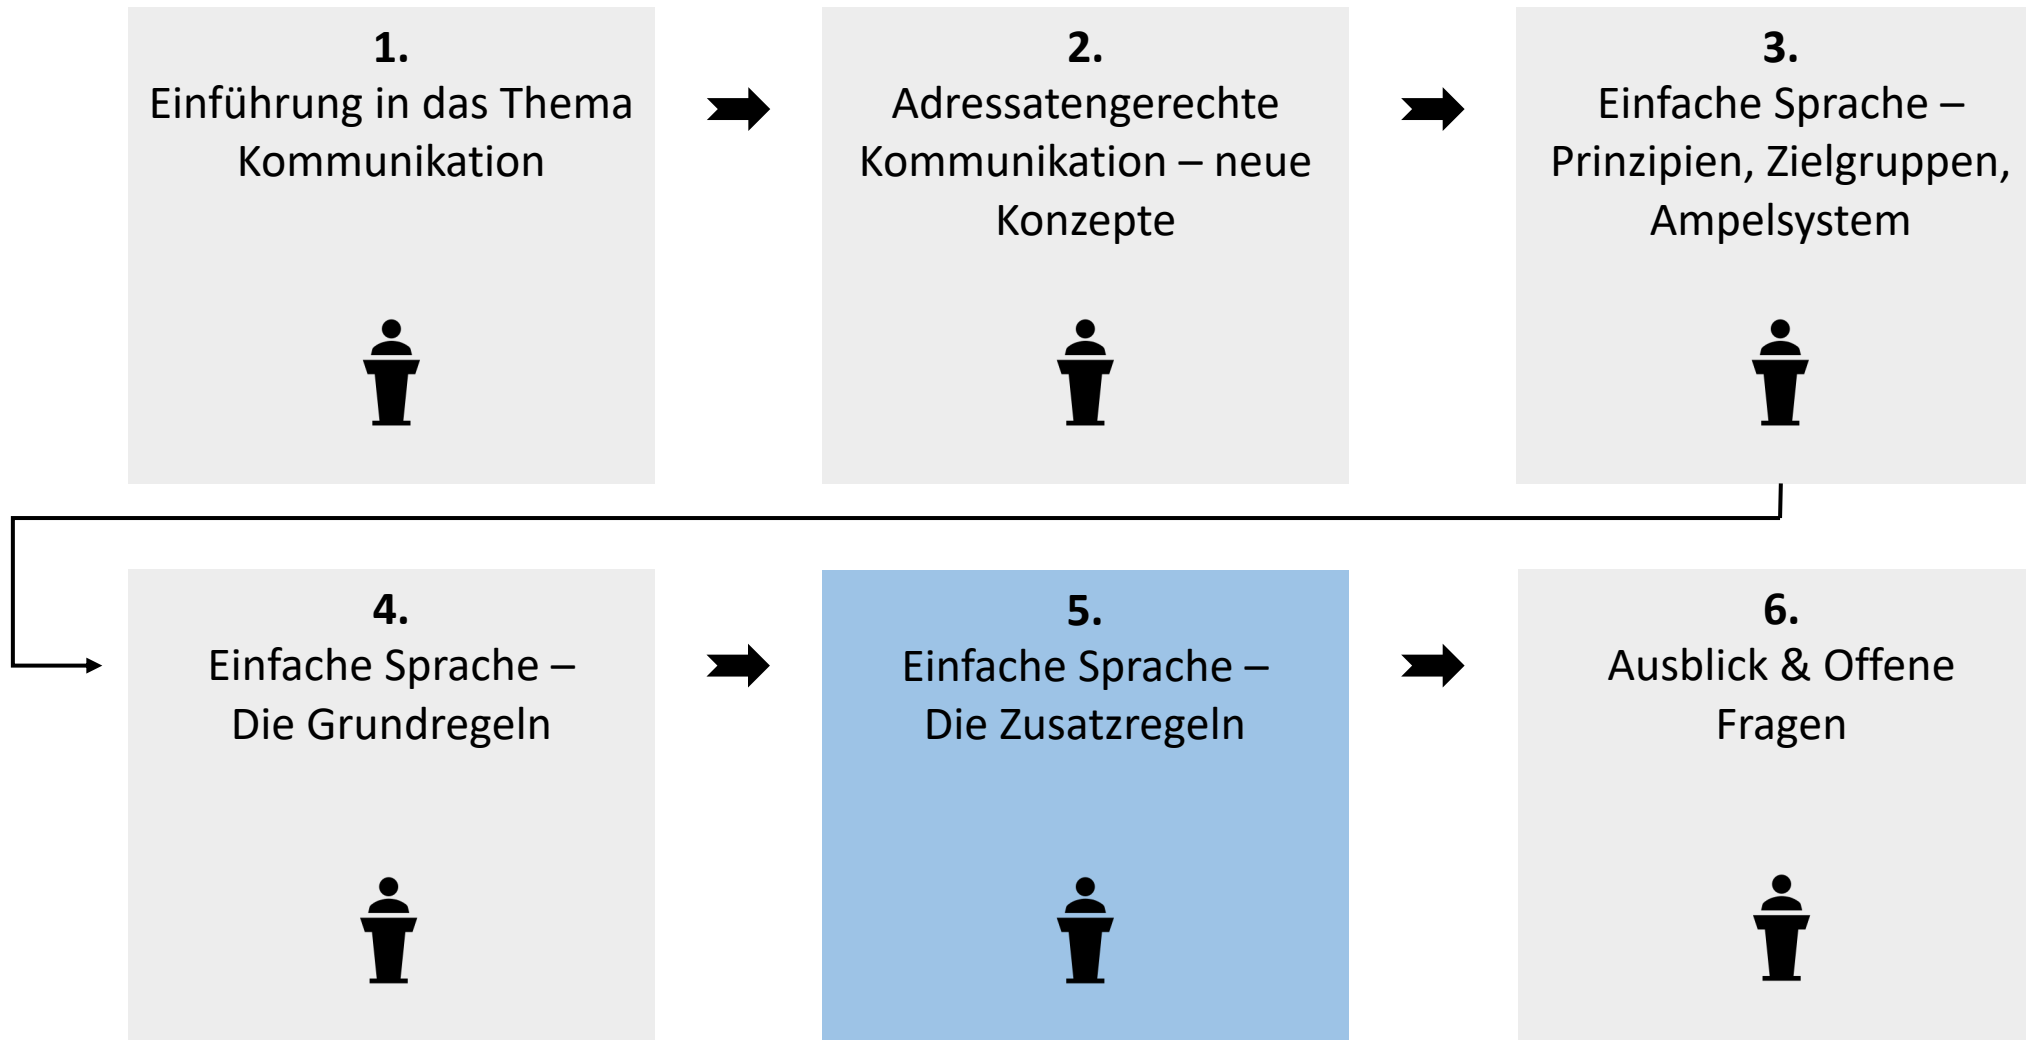 1.
Einführung in das Thema
Kommunikation
2.
Adressatengerechte
Kommunikation – neue
Konzepte
3.
Einfache Sprache –
Prinzipien, Zielgruppen,
Ampelsystem
4.
Einfache Sprache –
Die Grundregeln
5.
Einfache Sprache –
Die Zusatzregeln
6.
Ausblick & Offene
Fragen